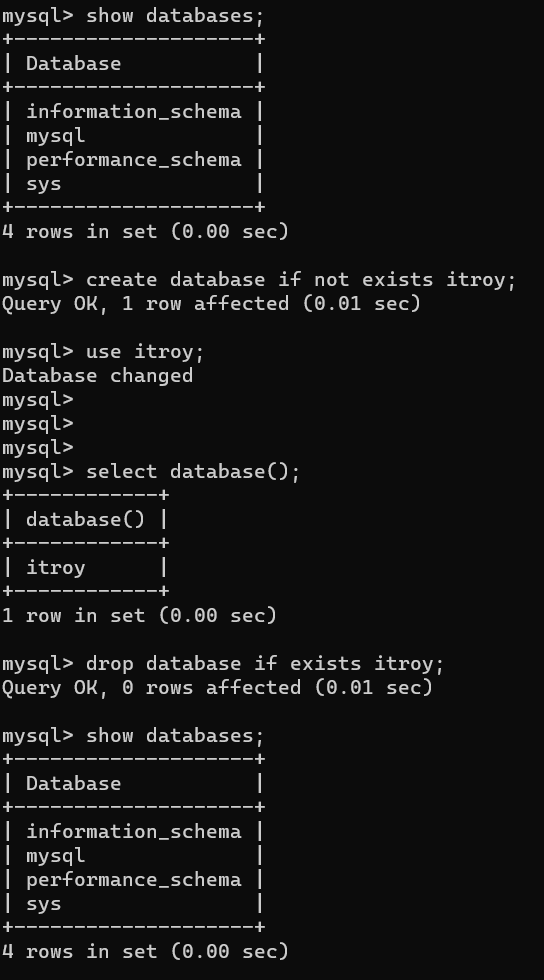 mysql> show databases;
+--------------------+
| Database           |
+--------------------+
| information_schema |
| mysql              |
| performance_schema |
| sys                |
+--------------------+
4 rows in set (0.00 sec)

mysql> create database if not exists itroy;
Query OK, 1 row affected (0.01 sec)

mysql> use itroy;
Database changed
mysql>
mysql>
mysql>
mysql> select database();
+------------+
| database() |
+------------+
| itroy      |
+------------+
1 row in set (0.00 sec)

mysql> drop database if exists itroy;
Query OK, 0 rows affected (0.01 sec)

mysql> show databases;
+--------------------+
| Database           |
+--------------------+
| information_schema |
| mysql              |
| performance_schema |
| sys                |
+--------------------+
4 rows in set (0.00 sec)